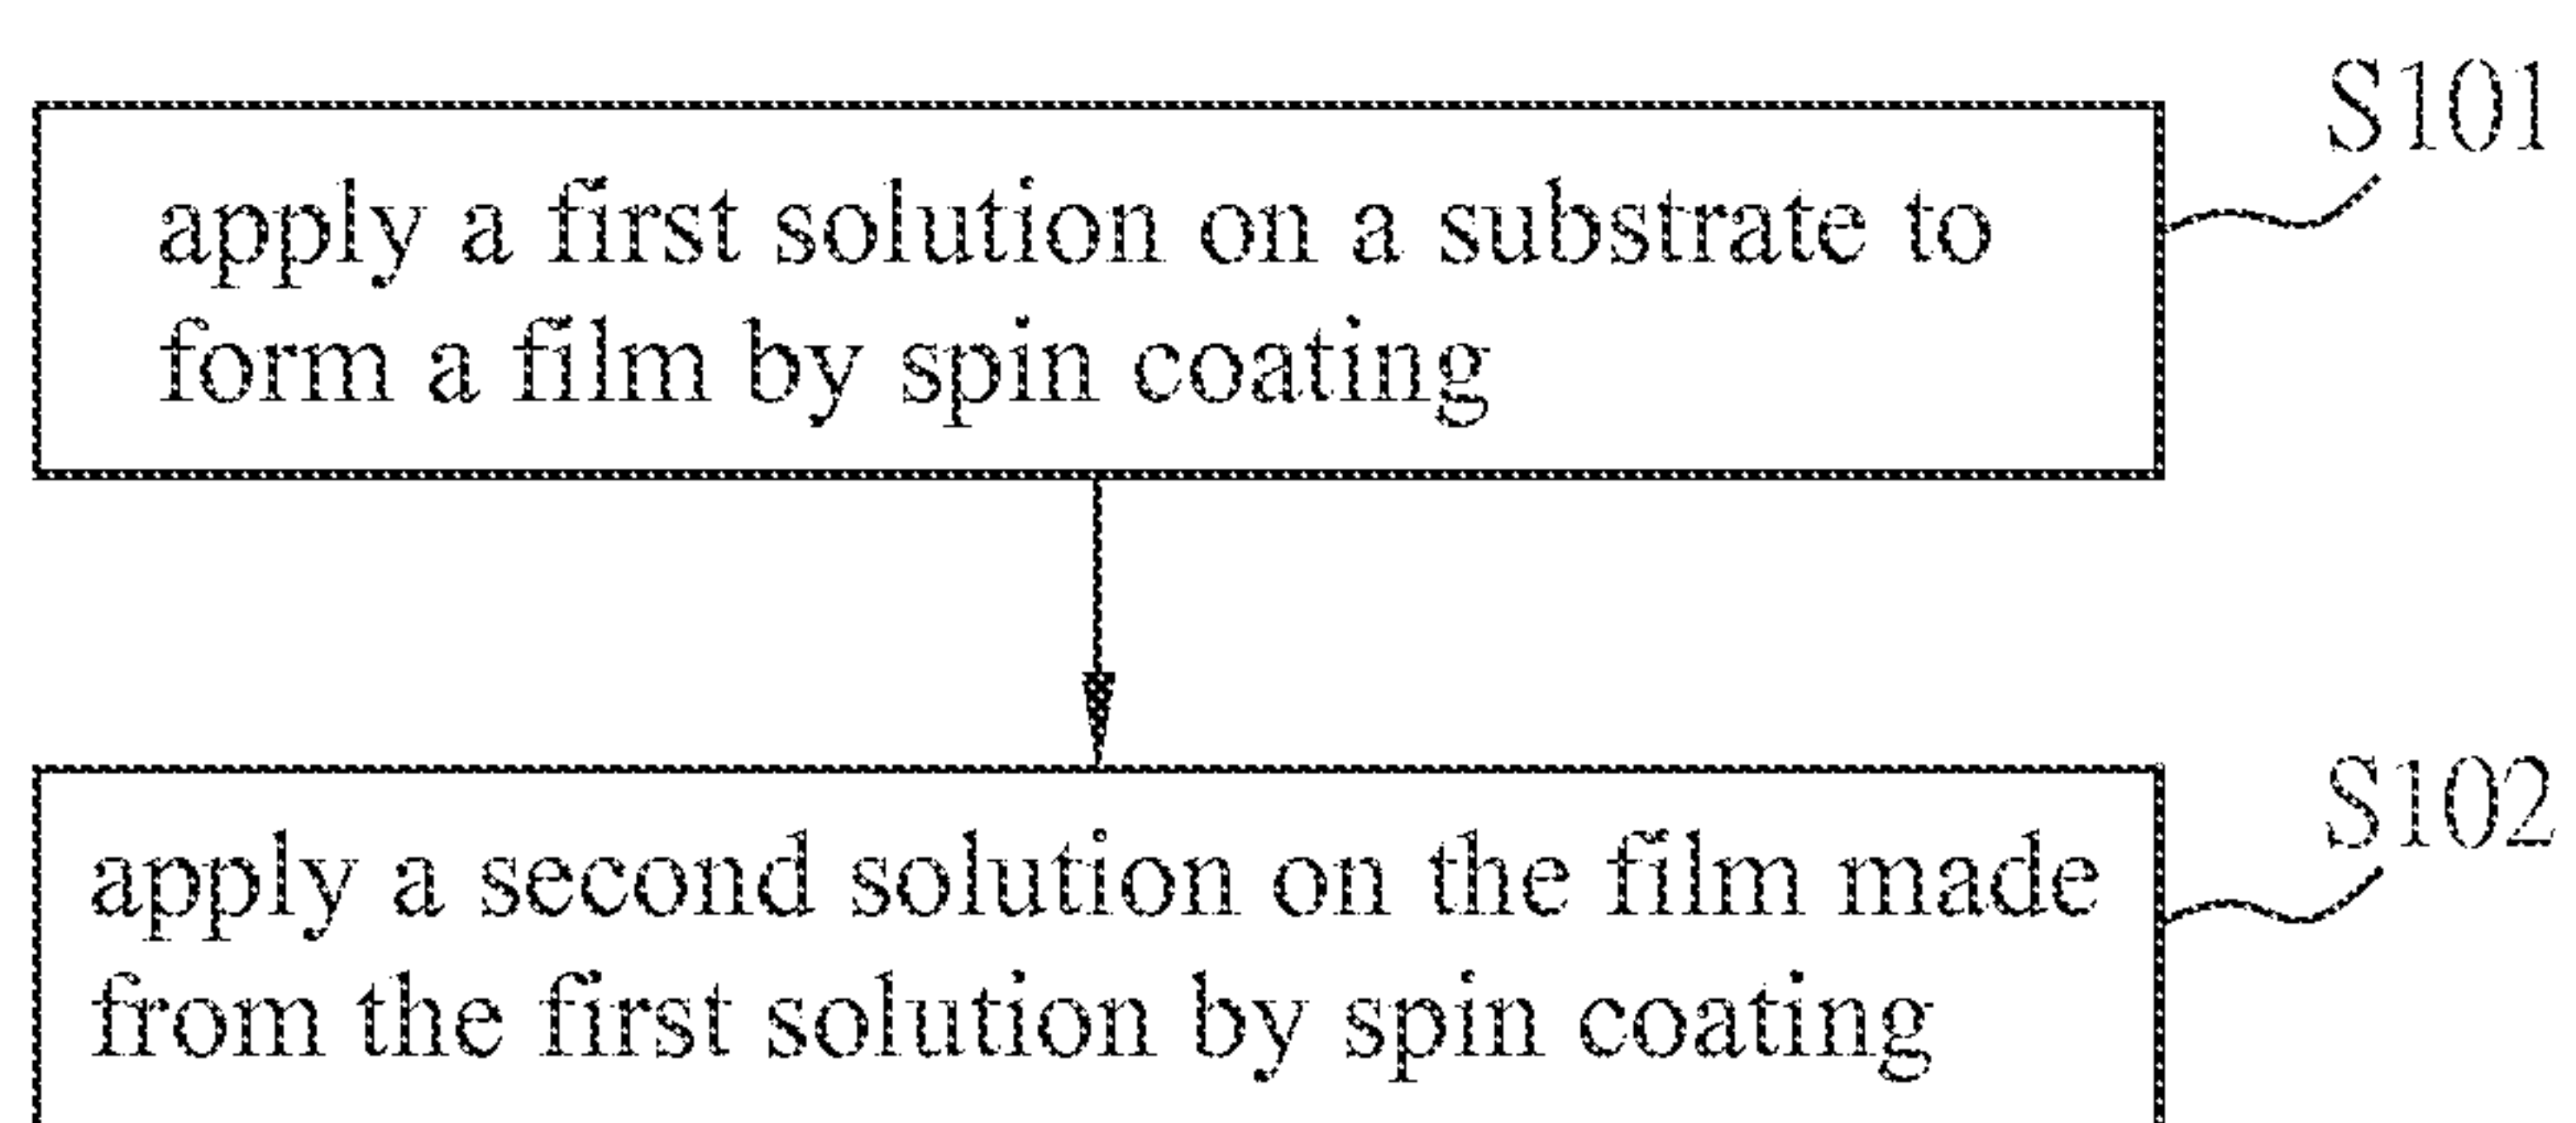 S101
apply a first solution on a substrate to
form a film by spin coating
S102
apply a second solution on the film made
from the first solution by spin coating